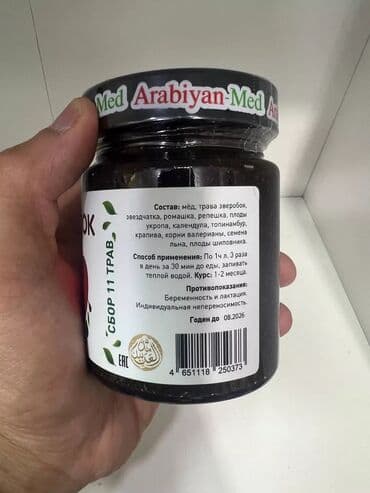 Med Arabiyan-Med
ОК
СБОР 11 ТРАВ
Состав: мёд, трава зверобоя,
звездчатка, ромашка, репешка, плоды
укропа, календула, топинамбур,
крапива, корни валерианы, семена
льна, плоды шиповника.
Способ применения: По 1ч л. 3 раза
в день за 30 мин до еды, запивать
теплой водой. Курс: 1-2 месяца.
Противопоказания:
Беременность и лактация.
Индивидуальная непереносимость.
Годен до 08.2026
EAC
4 651118 250373